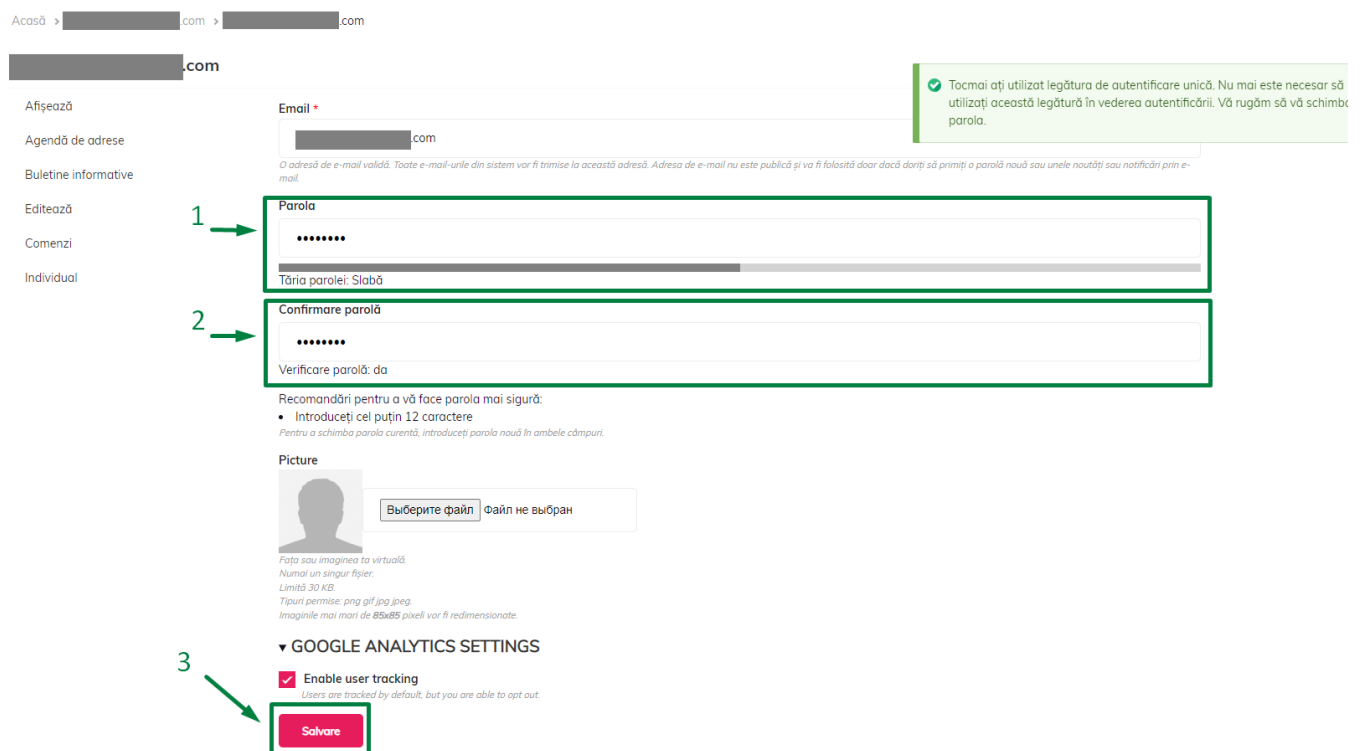 Acasă > .com > .com
.com
Tocmai ați utilizat legătura de autentificare unică. Nu mai este necesar să
utilizați această legătură în vederea autentificării. Vă rugăm să vă schimba
parola.
Afișează
Agendă de adrese
Buletine informative
Editează
Comenzi
Individual
Email *
.com
O adresă de e-mail validă. Toate e-mail-urile din sistem vor fi trimise la această adresă. Adresa de e-mail nu este publică și va fi folosită doar dacă doriți să primiți o parolă nouă sau unele noutăți sau notificări prin e-
mail.
1
Parola
••••••••
Tăria parolei: Slabă
2
Confirmare parolă
••••••••
Verificare parolă: da
Recomandări pentru a vă face parola mai sigură:
• Introduceți cel puțin 12 caractere
Pentru a schimba parola curentă, introduceți parola nouă în ambele câmpuri.
Picture
Выберите файл Файл не выбран
Fața sau imaginea ta virtuală.
Numai un singur fișier.
Limită 30 KB.
Tipuri permise: png gif jpg jpeg.
Imaginile mai mari de 85x85 pixeli vor fi redimensionate.
▾ GOOGLE ANALYTICS SETTINGS
3
Enable user tracking
Users are tracked by default, but you are able to opt out.
Salvare